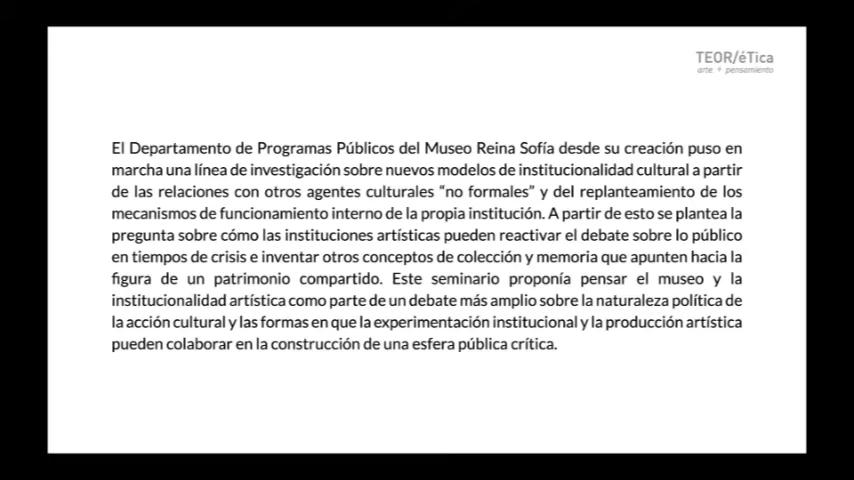 TEOR/éTica
arte + pensamiento
El Departamento de Programas Públicos del Museo Reina Sofía desde su creación puso en
marcha una línea de investigación sobre nuevos modelos de institucionalidad cultural a partir
de las relaciones con otros agentes culturales “no formales” y del replanteamiento de los
mecanismos de funcionamiento interno de la propia institución. A partir de esto se plantea la
pregunta sobre cómo las instituciones artísticas pueden reactivar el debate sobre lo público
en tiempos de crisis e inventar otros conceptos de colección y memoria que apunten hacia la
figura de un patrimonio compartido. Este seminario proponía pensar el museo y la
institucionalidad artística como parte de un debate más amplio sobre la naturaleza política de
la acción cultural y las formas en que la experimentación institucional y la producción artística
pueden colaborar en la construcción de una esfera pública crítica.